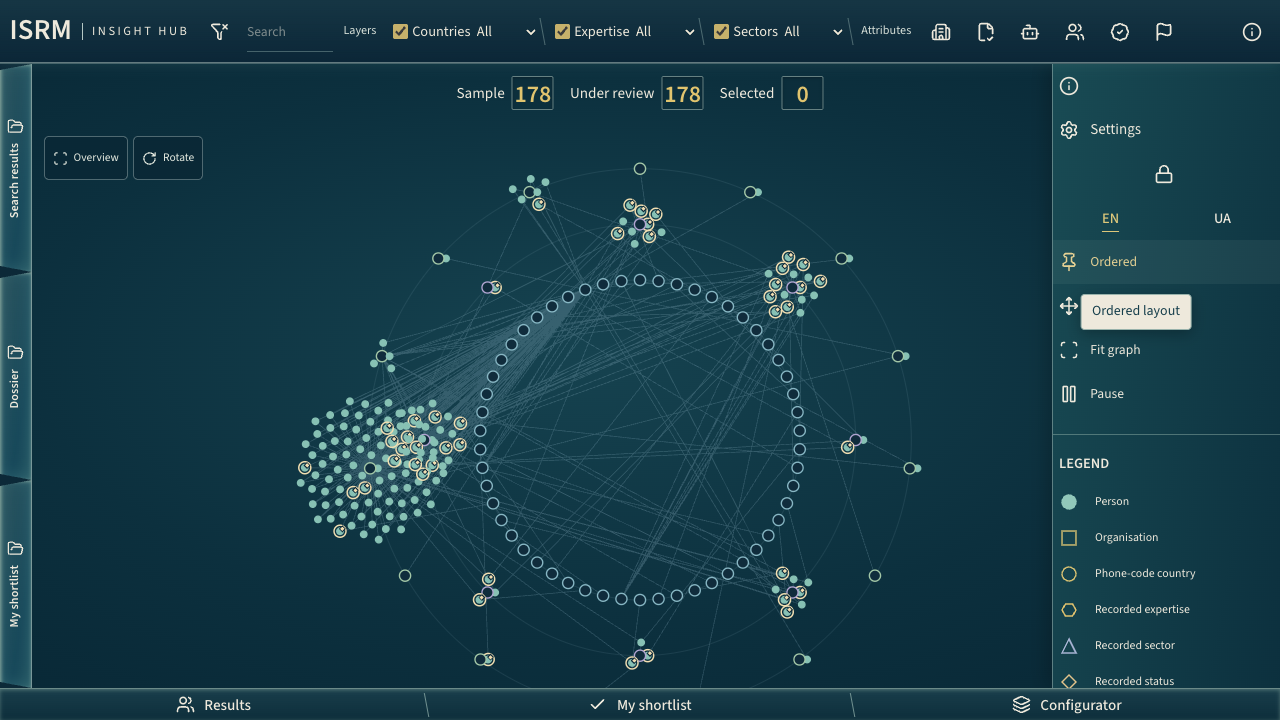 ISRM | INSIGHT HUB
Search
Layers
Countries All
Expertise All
Sectors All
Attributes
Sample 178
Under review 178
Selected 0
Overview
Rotate
Search results
Dossier
My shortlist
Settings
EN
UA
Ordered
Ordered layout
Fit graph
Pause
LEGEND
Person
Organisation
Phone-code country
Recorded expertise
Recorded sector
Recorded status
Results
My shortlist
Configurator